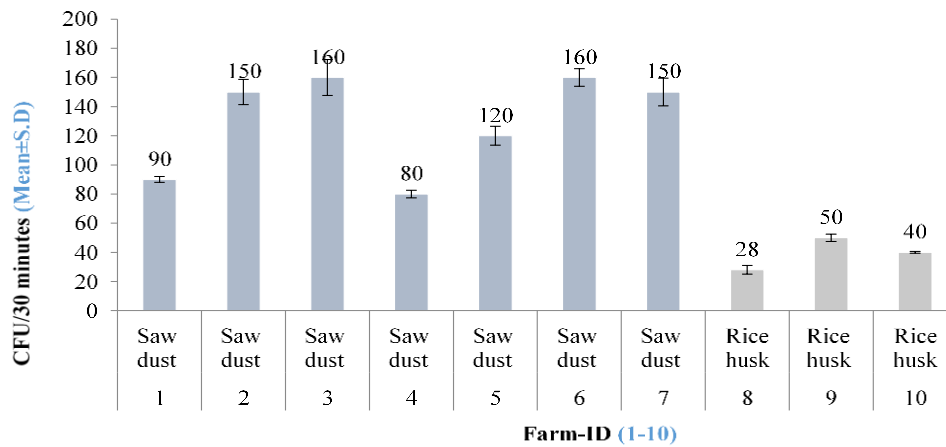 CFU/30 minutes (Mean±S.D)
200
180
160
140
120
100
80
60
40
20
0
90
150
160
80
120
160
150
28
50
40
Saw dust
Saw dust
Saw dust
Saw dust
Saw dust
Saw dust
Saw dust
Rice husk
Rice husk
Rice husk
1 2 3 4 5 6 7 8 9 10
Farm-ID (1-10)